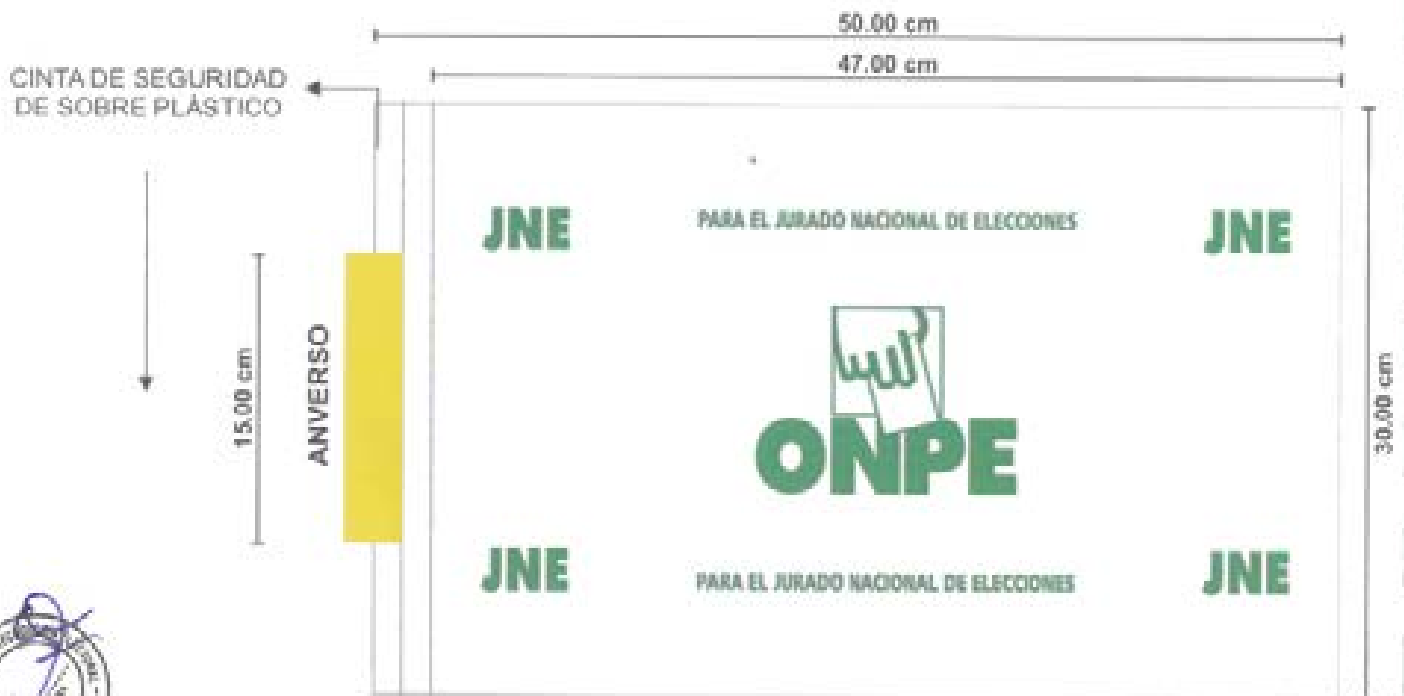 50.00 cm
47.00 cm
CINTA DE SEGURIDAD
DE SOBRE PLÁSTICO
JNE
PARA EL JURADO NACIONAL DE ELECCIONES
JNE
15.00 cm
ANVERSO
30.00 cm
ONPE
JNE
PARA EL JURADO NACIONAL DE ELECCIONES
JNE